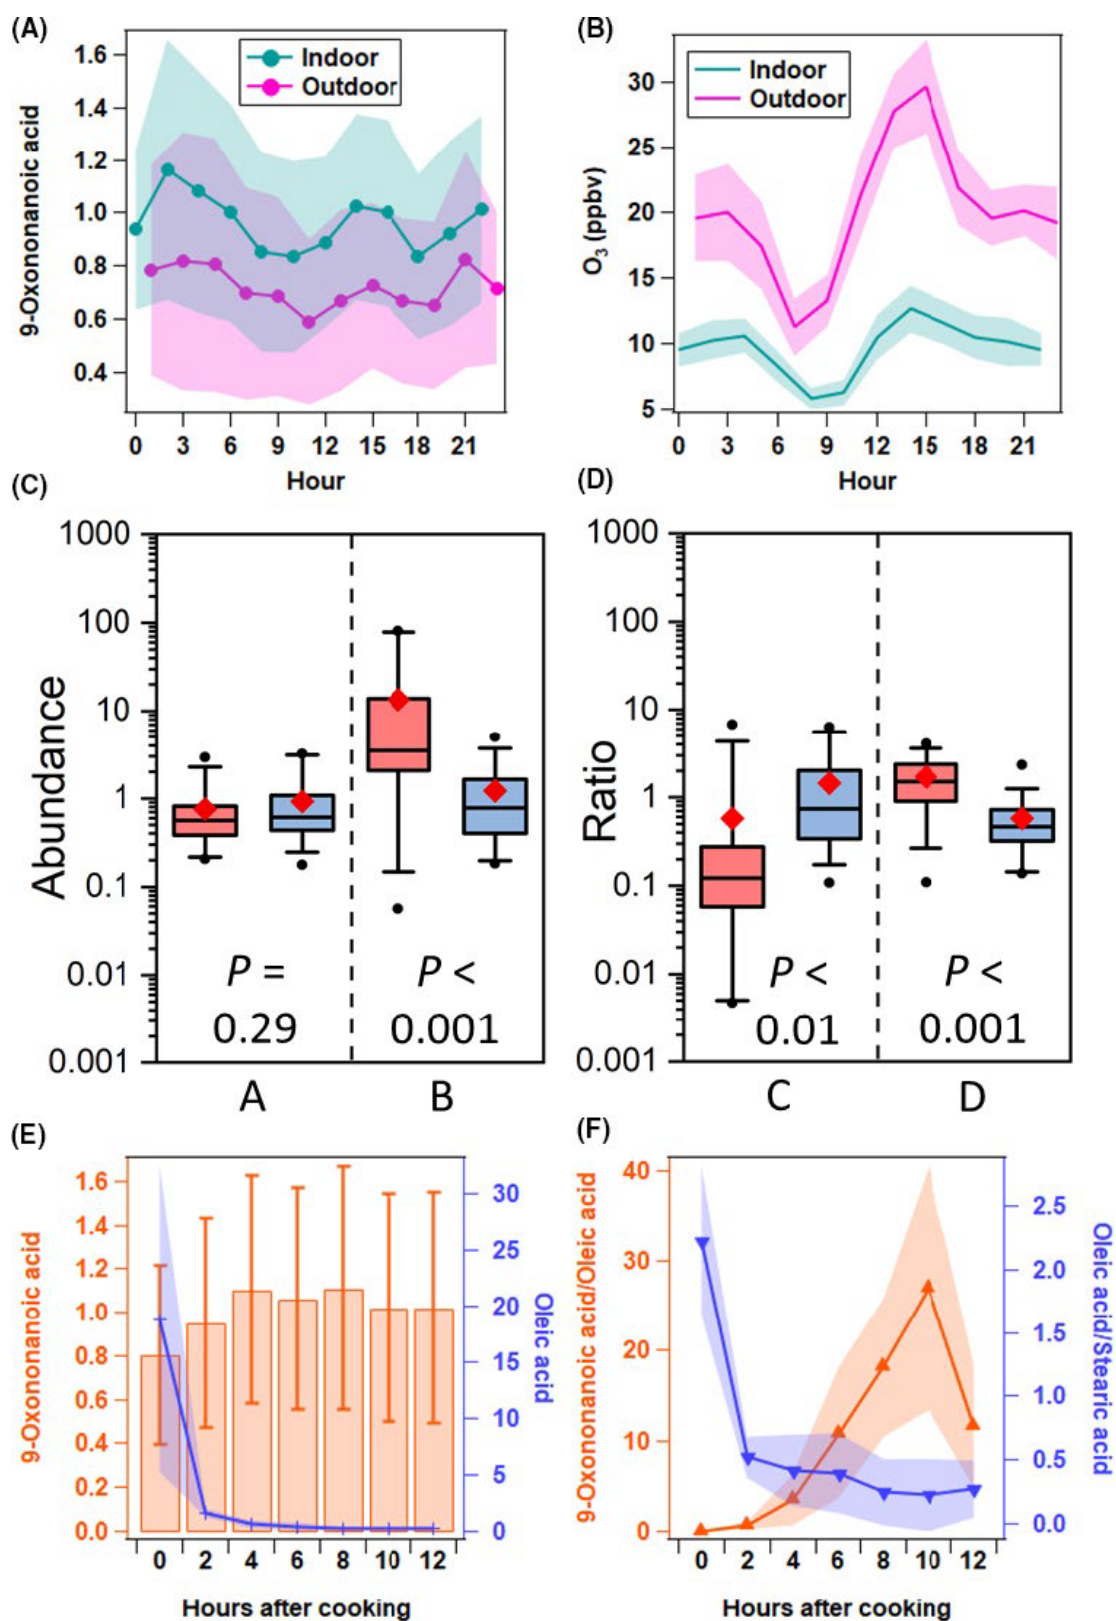 (A)
9-Oxononanoic acid
1.6
1.4
1.2
1.0
0.8
0.6
0.4
Indoor
Outdoor
0 3 6 9 12 15 18 21
Hour
(B)
O3 (ppbv)
30
25
20
15
10
5
Indoor
Outdoor
0 3 6 9 12 15 18 21
Hour
(C)
Abundance
1000
100
10
1
0.1
0.01
0.001
P =
0.29
P <
0.001
A B
(D)
Ratio
1000
100
10
1
0.1
0.01
0.001
P <
0.01
P <
0.001
C D
(E)
9-Oxononanoic acid
1.6
1.4
1.2
1.0
0.8
0.6
0.4
0.2
0.0
30
25
20
15
10
5
0
Oleic acid
0 2 4 6 8 10 12
Hours after cooking
(F)
9-Oxononanoic acid/Oleic acid
40
30
20
10
0
2.5
2.0
1.5
1.0
0.5
0.0
Oleic acid/Stearic acid
0 2 4 6 8 10 12
Hours after cooking